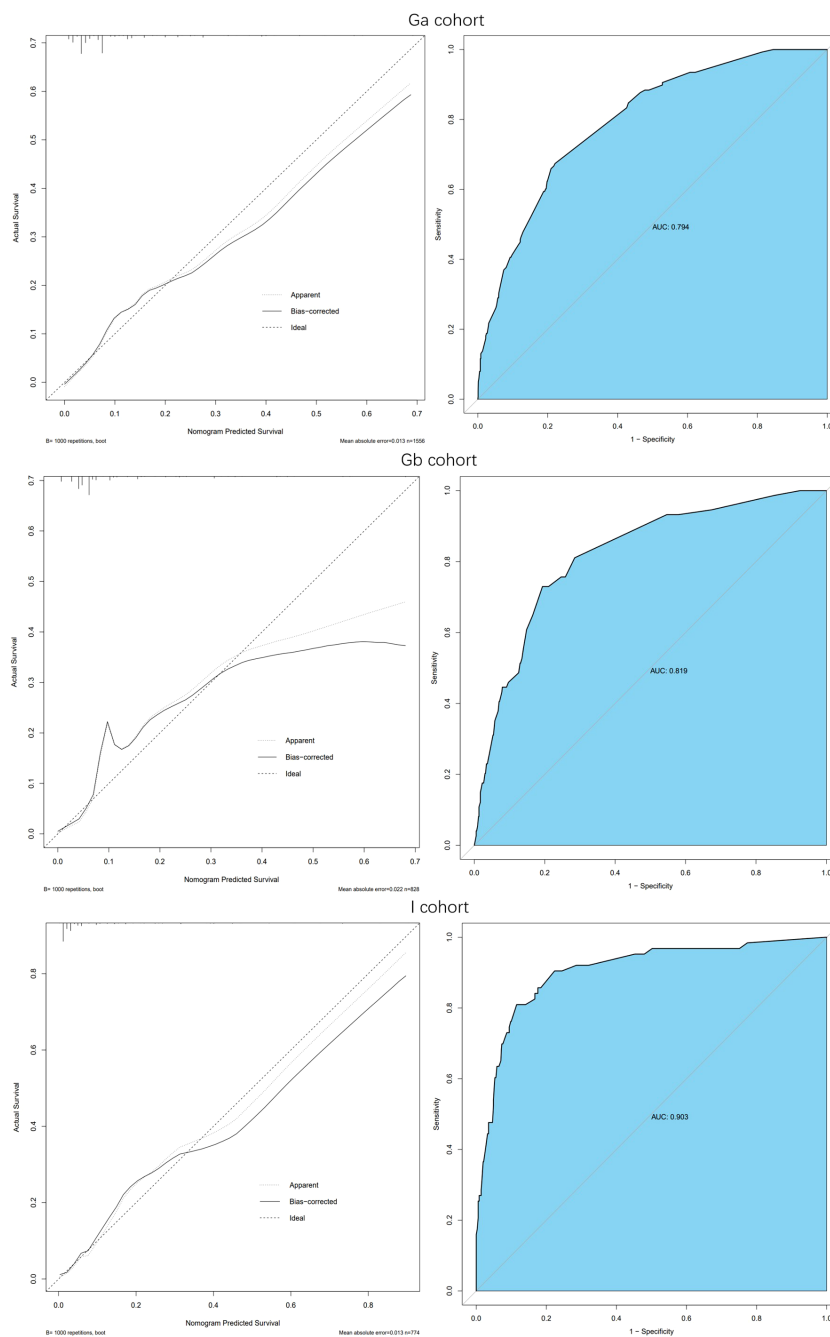 Ga cohort
0.0 0.1 0.2 0.3 0.4 0.5 0.6 0.7
Actual Survival
Apparent
Bias−corrected
Ideal
0.0 0.1 0.2 0.3 0.4 0.5 0.6 0.7
Nomogram Predicted Survival
B= 1000 repetitions, boot
Mean absolute error=0.013 n=1556
0.0 0.2 0.4 0.6 0.8 1.0
Sensitivity
AUC: 0.794
0.0 0.2 0.4 0.6 0.8 1.0
1 − Specificity
Gb cohort
0.0 0.1 0.2 0.3 0.4 0.5 0.6 0.7
Actual Survival
Apparent
Bias−corrected
Ideal
0.0 0.1 0.2 0.3 0.4 0.5 0.6 0.7
Nomogram Predicted Survival
B= 1000 repetitions, boot
Mean absolute error=0.022 n=828
0.0 0.2 0.4 0.6 0.8 1.0
Sensitivity
AUC: 0.819
0.0 0.2 0.4 0.6 0.8 1.0
1 − Specificity
I cohort
0.0 0.2 0.4 0.6 0.8
Actual Survival
Apparent
Bias−corrected
Ideal
0.0 0.2 0.4 0.6 0.8
Nomogram Predicted Survival
B= 1000 repetitions, boot
Mean absolute error=0.013 n=774
0.0 0.2 0.4 0.6 0.8 1.0
Sensitivity
AUC: 0.903
0.0 0.2 0.4 0.6 0.8 1.0
1 − Specificity